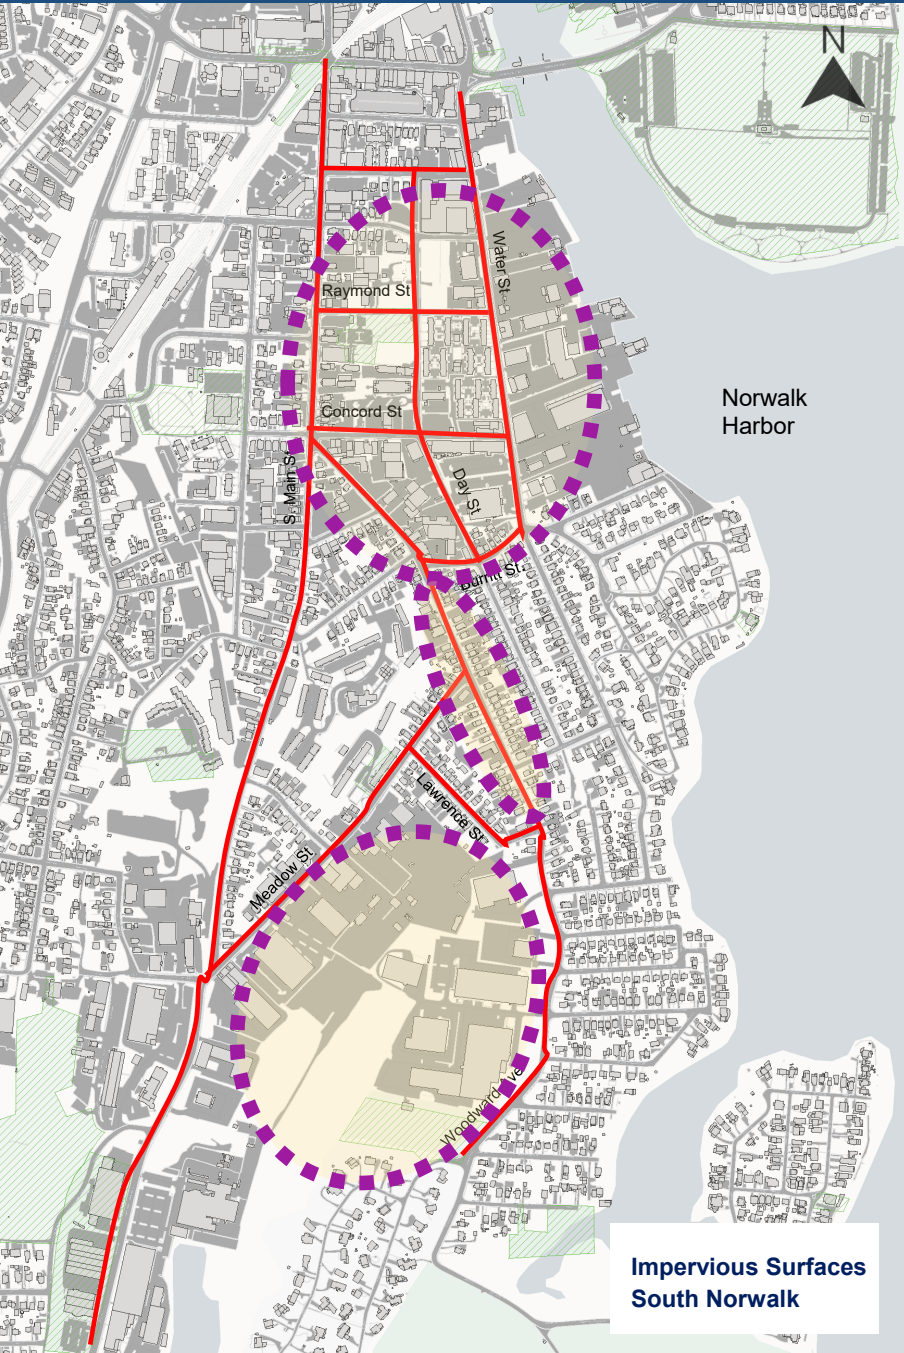 N
Water St
Raymond St
Norwalk
Harbor
Concord St
S. Main St
Day St
Burritt St.
Lawrence St
Meadow St
Woodward Ave
Impervious Surfaces
South Norwalk